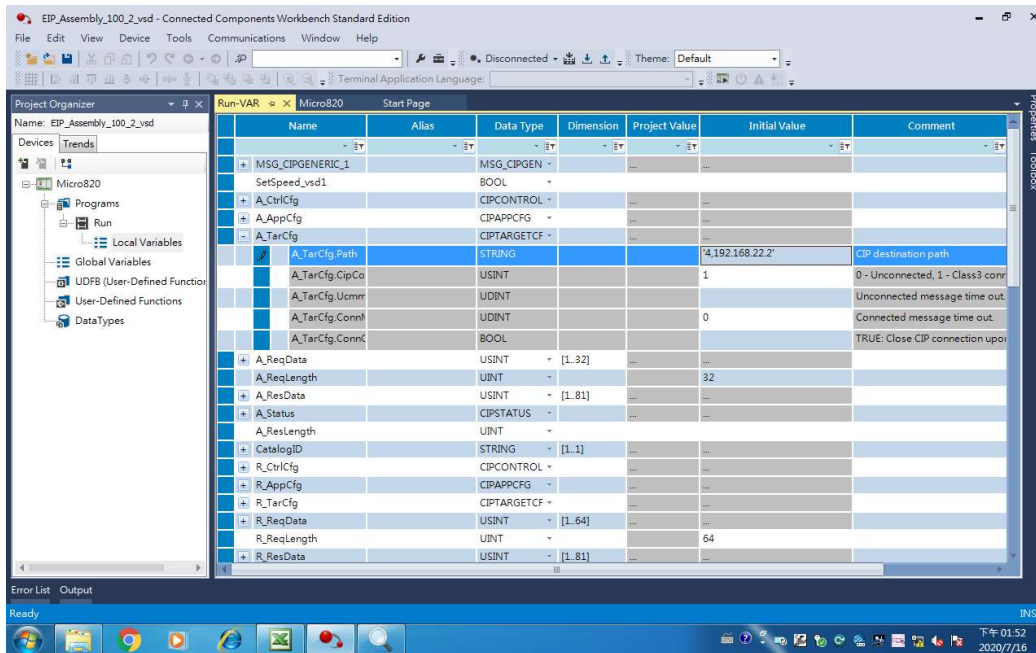 EIP_Assembly_100_2_vsd - Connected Components Workbench Standard Edition
File Edit View Device Tools Communications Window Help
Disconnected Theme: Default
Terminal Application Language:
Project Organizer
Run-VAR Micro820 Start Page
Properties Toolbox
Name: EIP_Assembly_100_2_vsd
Devices Trends
Micro820
Programs
Run
Local Variables
Global Variables
UDFB (User-Defined Function
User-Defined Functions
DataTypes
Name Alias Data Type Dimension Project Value Initial Value Comment
+ MSG_CIPGENERIC_1 MSG_CIPGEN ... ...
SetSpeed_vsd1 BOOL
+ A_CtrlCfg CIPCONTROL ... ...
+ A_AppCfg CIPAPPCFG ... ...
- A_TarCfg CIPTARGETCF ... ...
A_TarCfg.Path STRING '4,192.168.22.2' CIP destination path
A_TarCfg.CipCo USINT 1 0 - Unconnected, 1 - Class3 conr
A_TarCfg.Ucmm UDINT Unconnected message time out.
A_TarCfg.ConnM UDINT 0 Connected message time out.
A_TarCfg.ConnC BOOL TRUE: Close CIP connection upon
+ A_ReqData USINT [1..32] ... ...
A_ReqLength UINT 32
+ A_ResData USINT [1..81] ... ...
+ A_Status CIPSTATUS ... ...
A_ResLength UINT
+ CatalogID STRING [1..1] ... ...
+ R_CtrlCfg CIPCONTROL ... ...
+ R_AppCfg CIPAPPCFG ... ...
+ R_TarCfg CIPTARGETCF ... ...
+ R_ReqData USINT [1..64] ... ...
R_ReqLength UINT 64
+ R_ResData USINT [1..81] ... ...
Error List Output
Ready INS
下午 01:52
2020/7/16